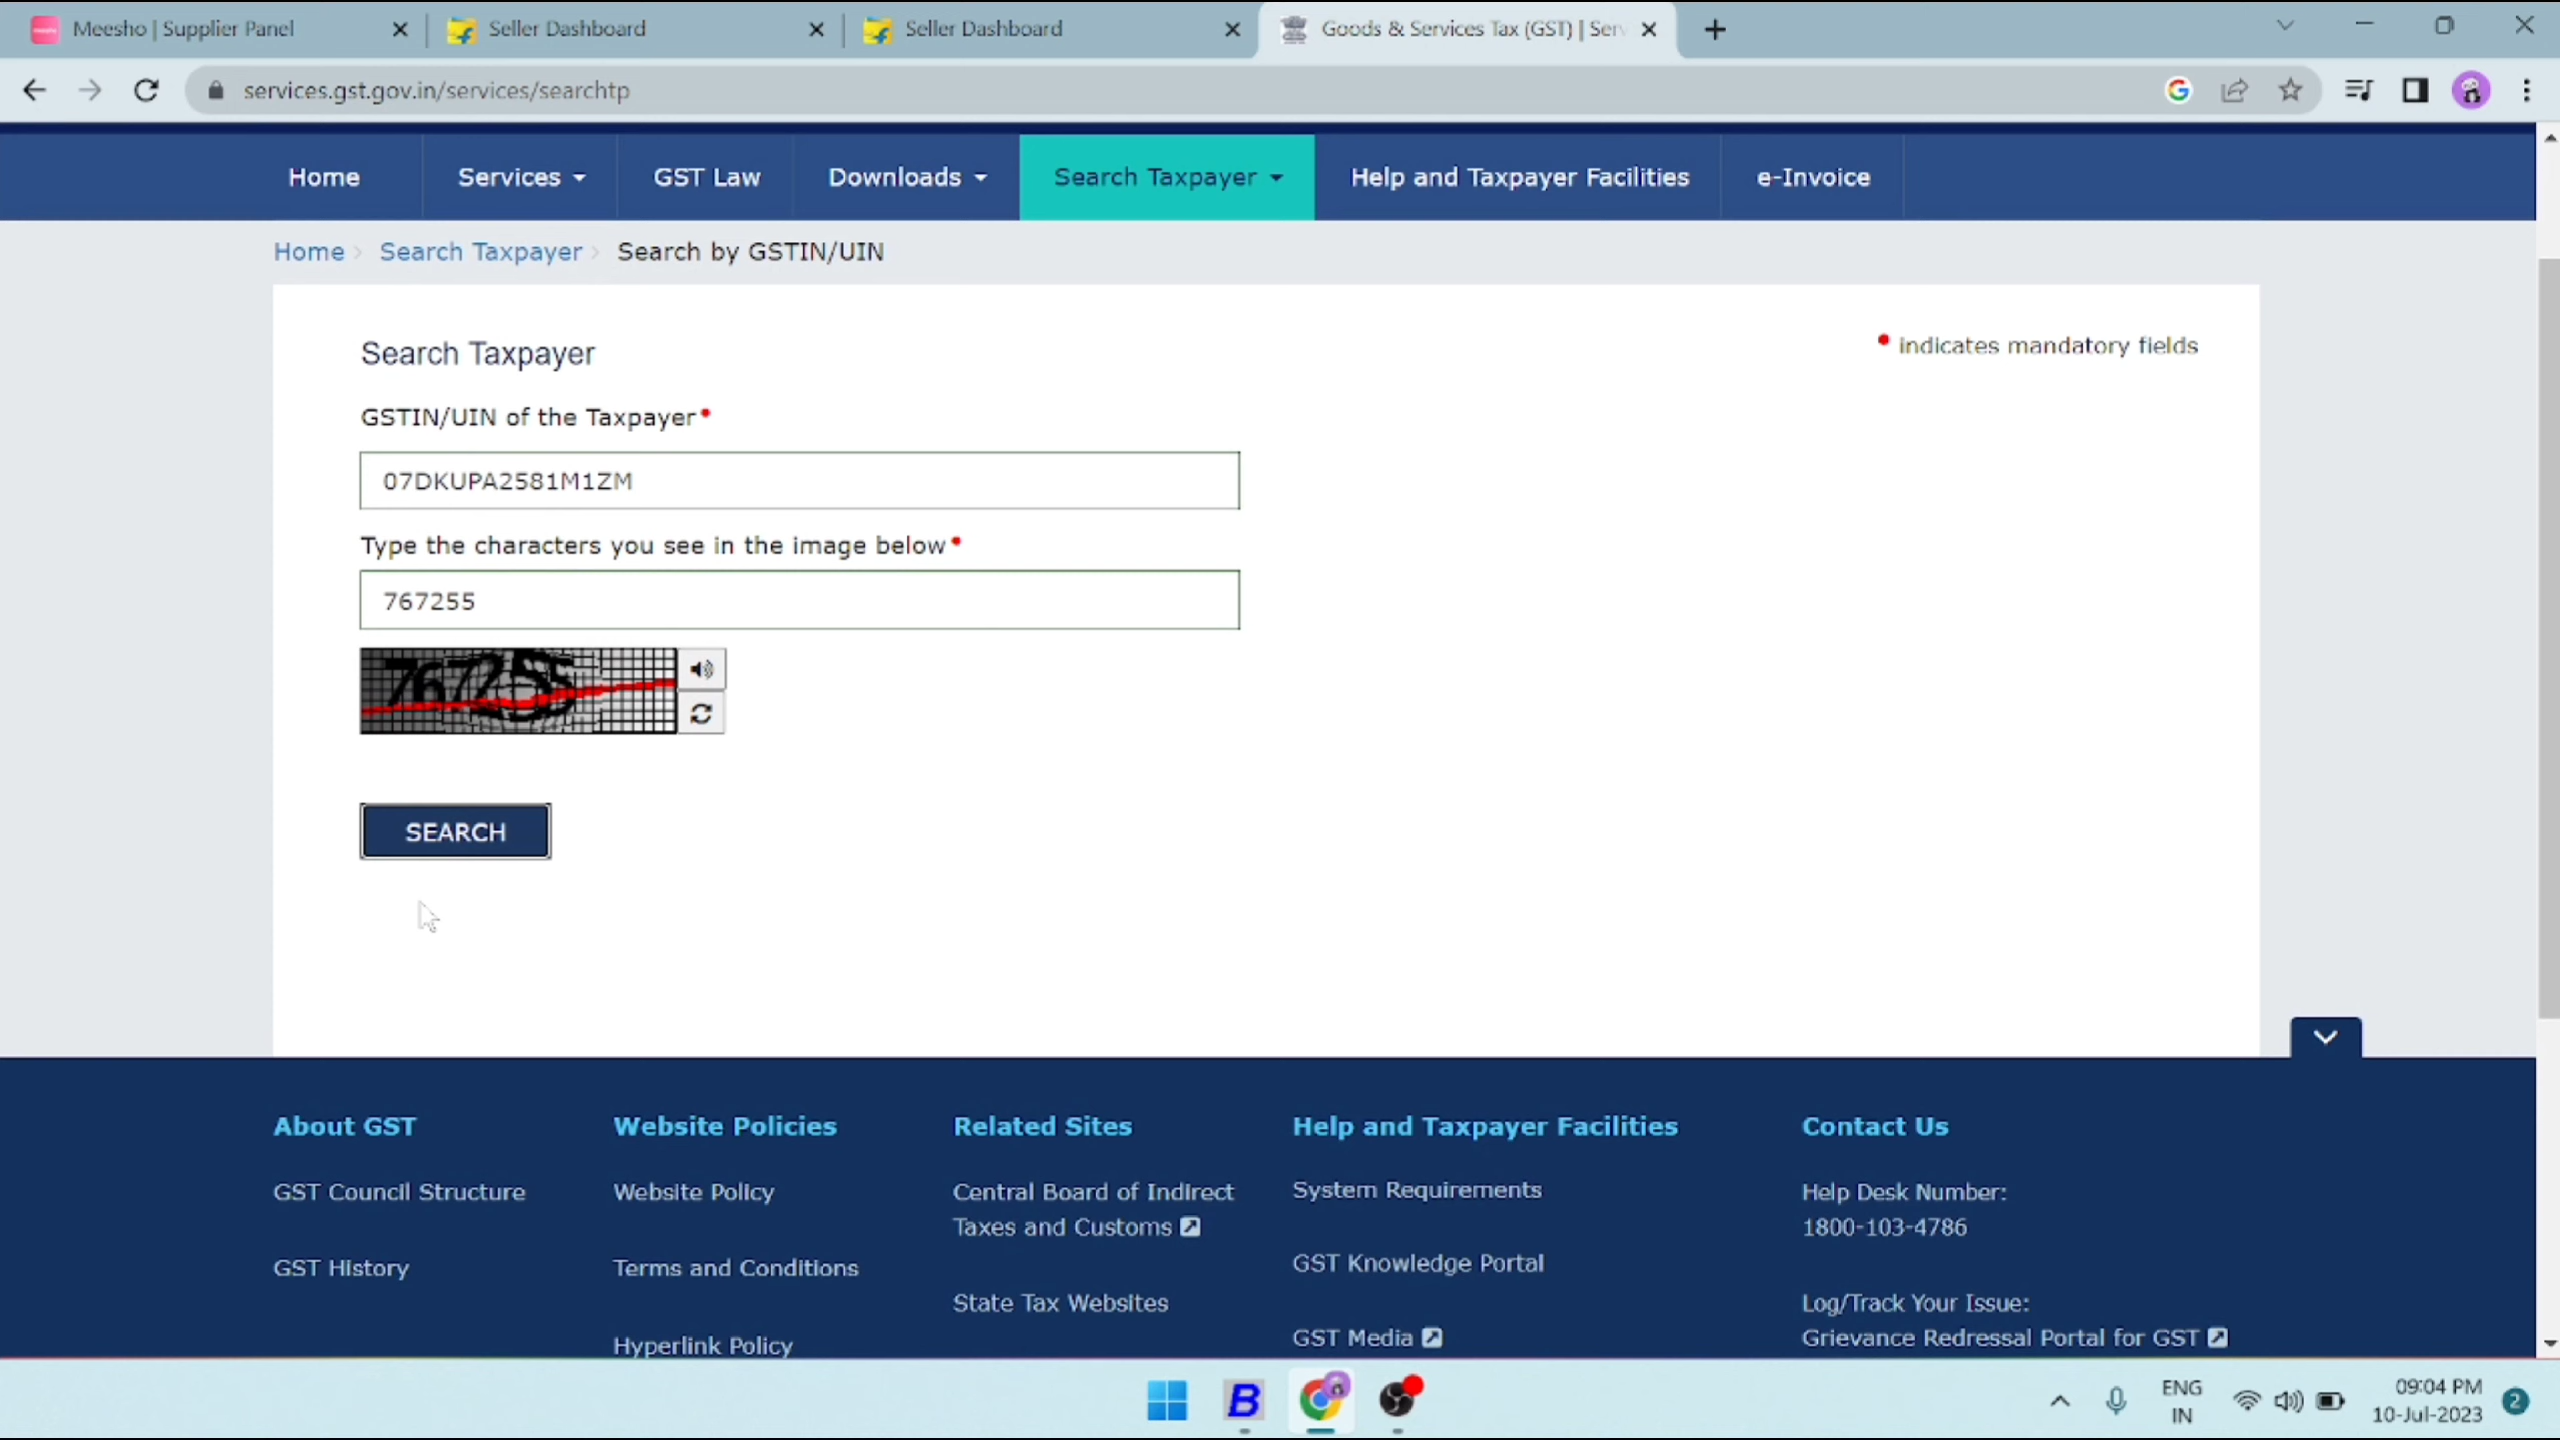 Meesho | Supplier Panel
Seller Dashboard
Seller Dashboard
Goods & Services Tax (GST) | Serv
services.gst.gov.in/services/searchtp
Home
Services
GST Law
Downloads
Search Taxpayer
Help and Taxpayer Facilities
e-Invoice
Home
Search Taxpayer
Search by GSTIN/UIN
Search Taxpayer
indicates mandatory fields
GSTIN/UIN of the Taxpayer
07DKUPA2581M1ZM
Type the characters you see in the image below
767255
767255
SEARCH
About GST
Website Policies
Related Sites
Help and Taxpayer Facilities
Contact Us
GST Council Structure
Website Policy
Central Board of Indirect
Taxes and Customs
System Requirements
Help Desk Number:
1800-103-4786
GST History
Terms and Conditions
State Tax Websites
GST Knowledge Portal
Log/Track Your Issue:
Grievance Redressal Portal for GST
Hyperlink Policy
GST Media
B
ENG
IN
09:04 PM
10-Jul-2023
2